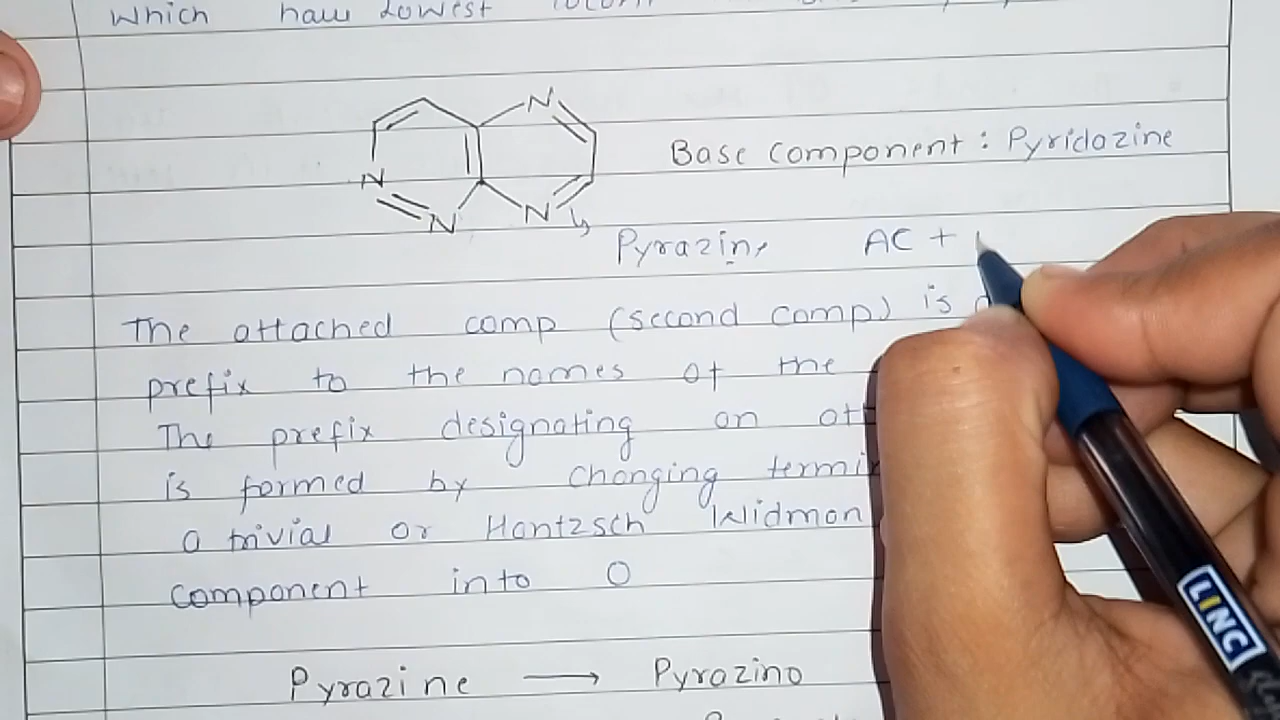 which have Lowest
N
N
N
N
Base Component : Pyridazine
Pyrazine
AC +
The attached comp (second comp) is
prefix to the names of the
The prefix designating an
is formed by changing
a trivial or Hantzsch Widman
component into O
Pyrazine → Pyrazino
LINC